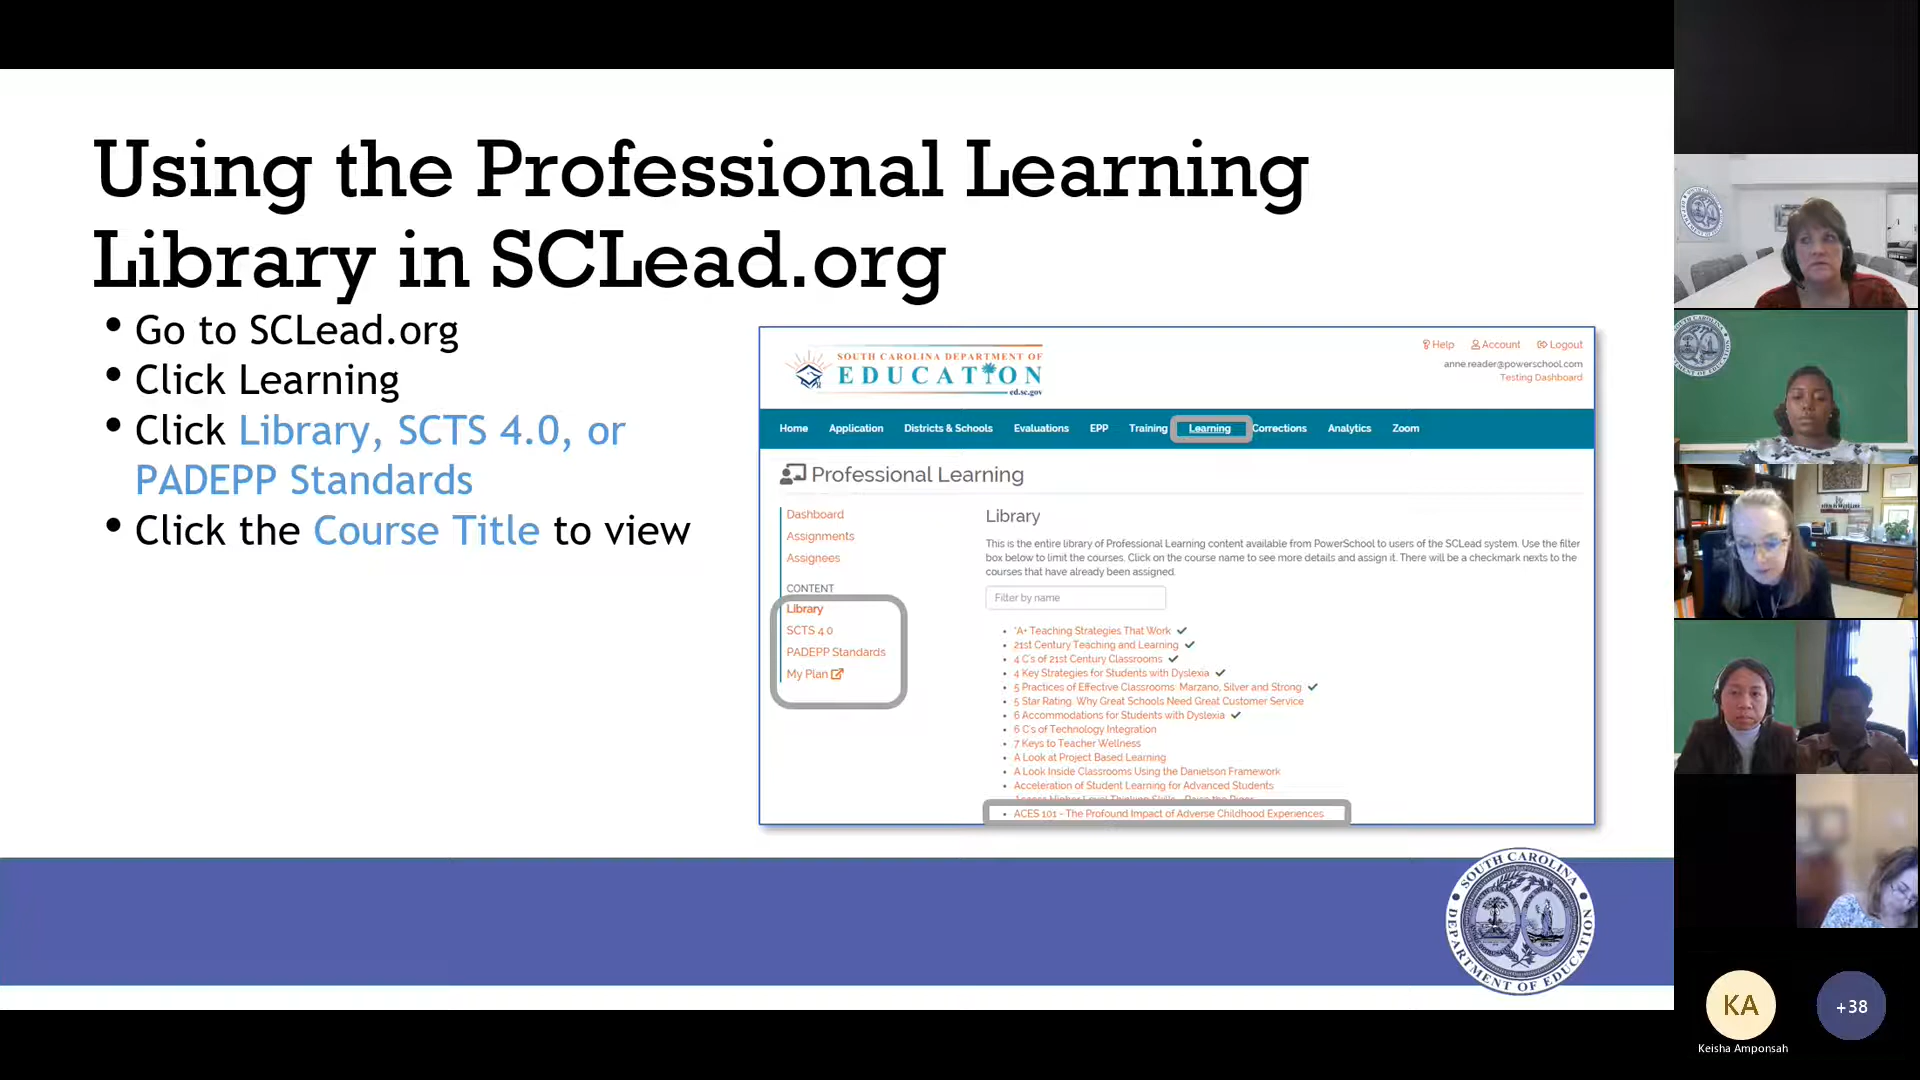 Using the Professional Learning
Library in SCLead.org
• Go to SCLead.org
• Click Learning
• Click Library, SCTS 4.0, or
PADEPP Standards
• Click the Course Title to view
SOUTH CAROLINA DEPARTMENT OF
EDUCATION
ed.sc.gov
Help Account Logout
anne.reader@powerschool.com
Testing Dashboard
Home Application Districts & Schools Evaluations EPP Training Learning Corrections Analytics Zoom
Professional Learning
Dashboard
Assignments
Assignees
CONTENT
Library
SCTS 4.0
PADEPP Standards
My Plan
Library
This is the entire library of Professional Learning content available from PowerSchool to users of the SCLead system. Use the filter
box below to limit the courses. Click on the course name to see more details and assign it. There will be a checkmark nexts to the
courses that have already been assigned.
Filter by name
• "A+ Teaching Strategies That Work ✓
• 21st Century Teaching and Learning ✓
• 4 C's of 21st Century Classrooms ✓
• 4 Key Strategies for Students with Dyslexia ✓
• 5 Practices of Effective Classrooms: Marzano, Silver and Strong ✓
• 5 Star Rating: Why Great Schools Need Great Customer Service
• 6 Accommodations for Students with Dyslexia ✓
• 6 C's of Technology Integration
• 7 Keys to Teacher Wellness
• A Look at Project Based Learning
• A Look Inside Classrooms Using the Danielson Framework
• Acceleration of Student Learning for Advanced Students
• ACES 101 - The Profound Impact of Adverse Childhood Experiences
SOUTH CAROLINA
DEPARTMENT OF EDUCATION
KA
+38
Keisha Amponsah